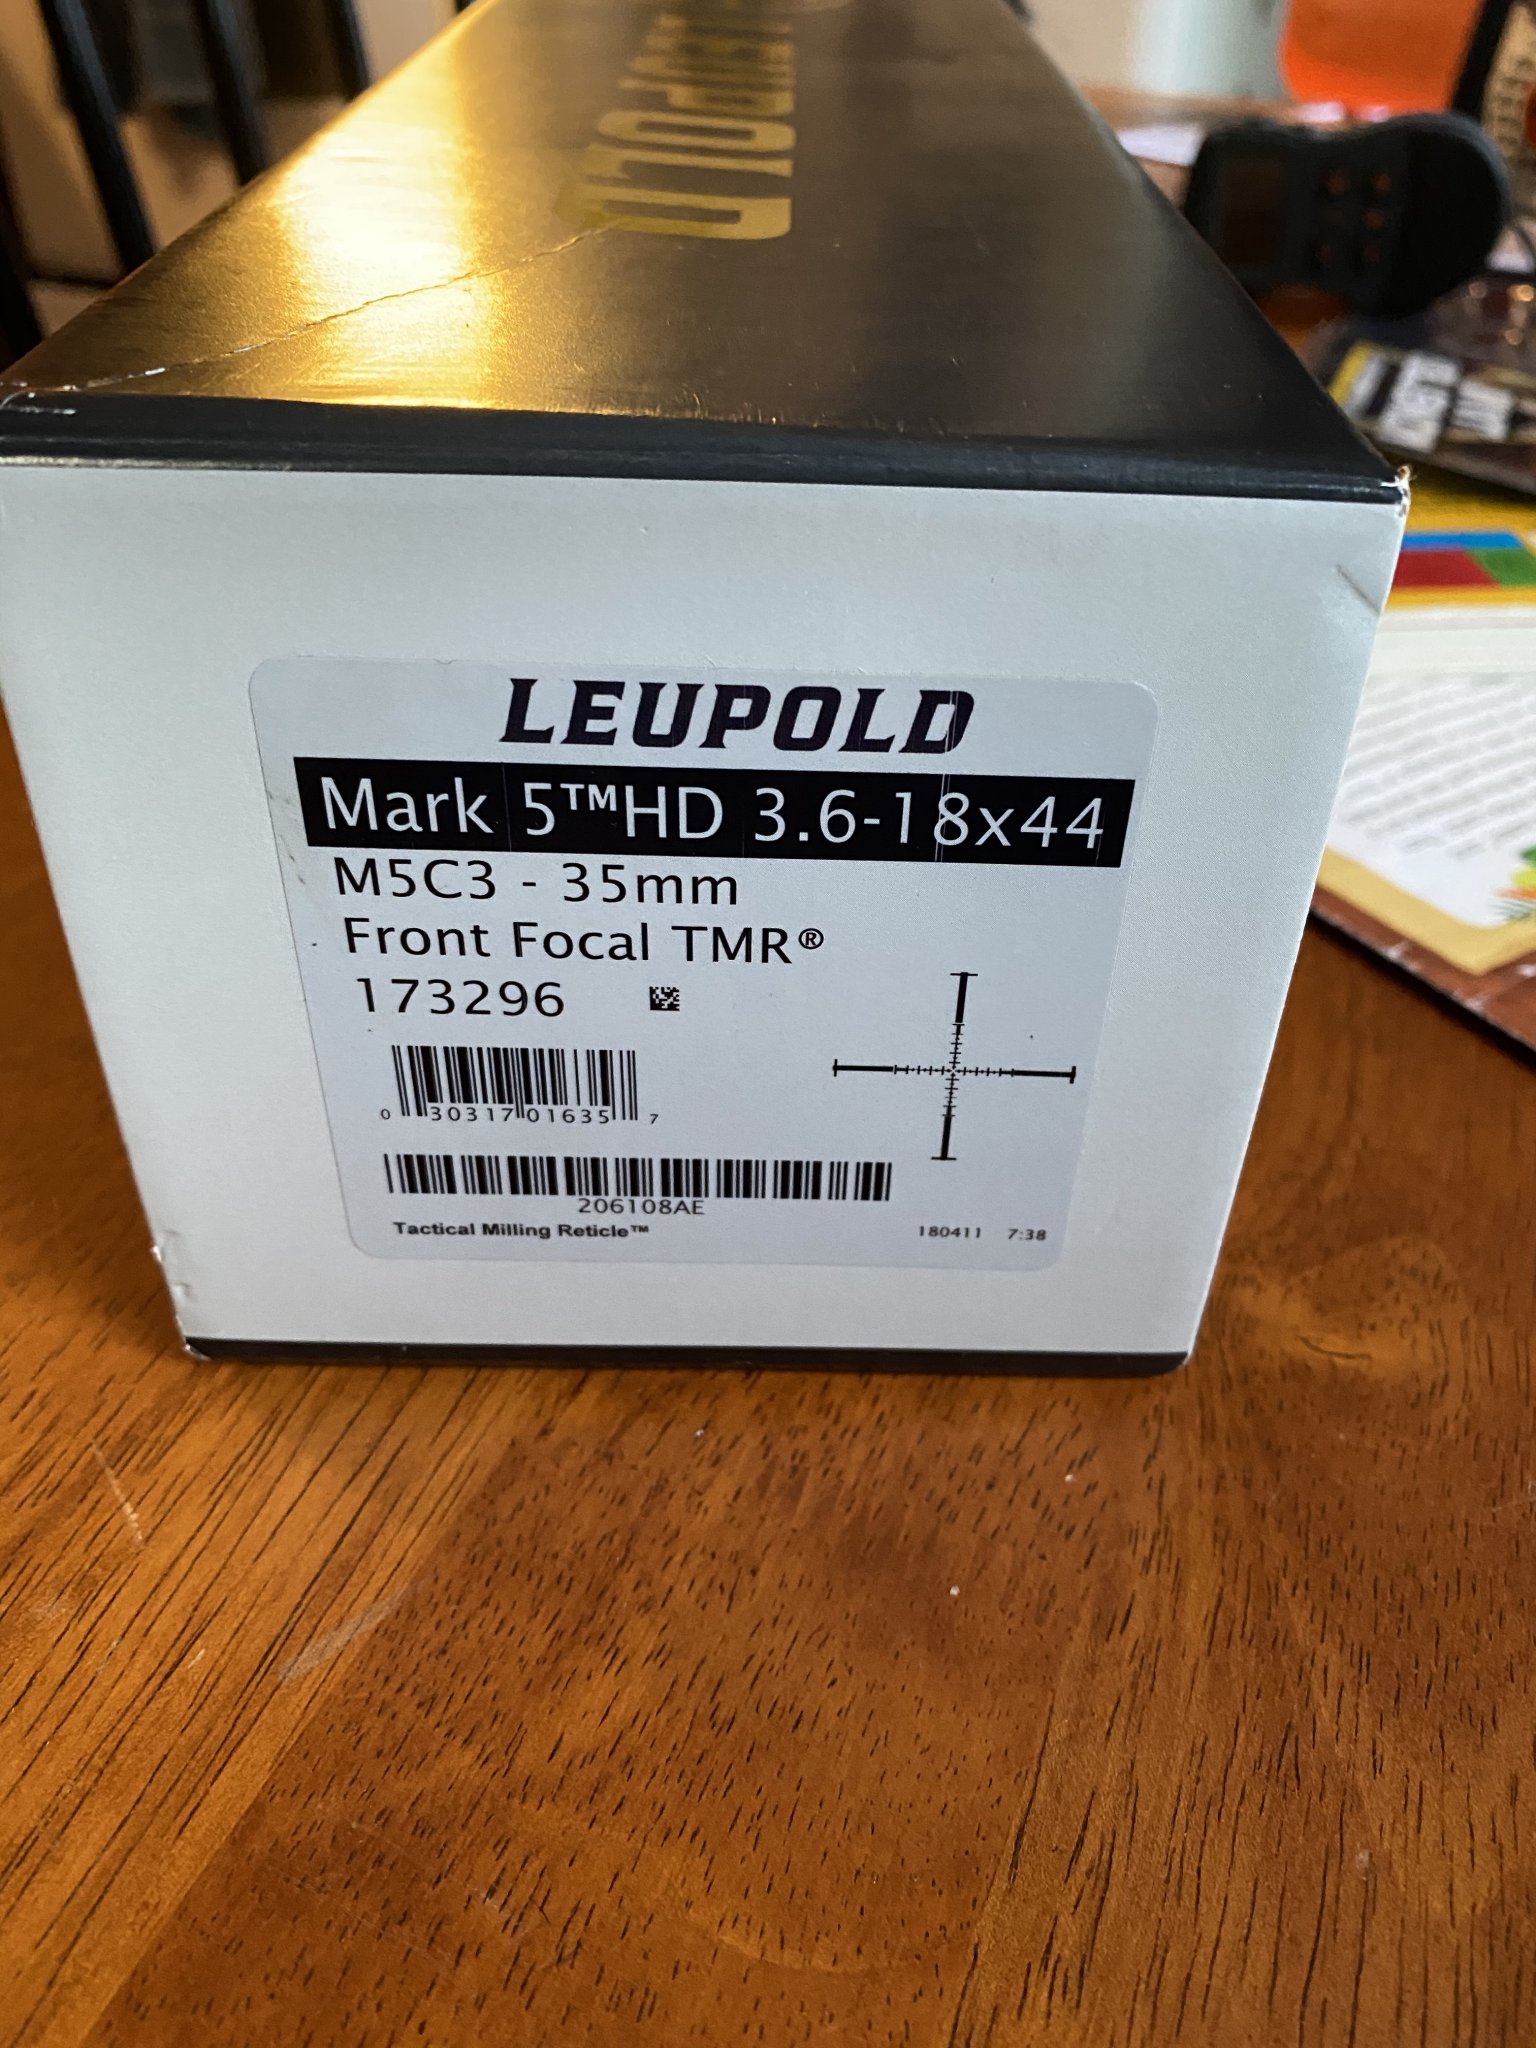 LEUPOLD
LEUPOLD
Mark 5™HD 3.6-18x44
M5C3 - 35mm
Front Focal TMR®
173296
0 30317 01635 7
206108AE
Tactical Milling Reticle™
180411 7:38